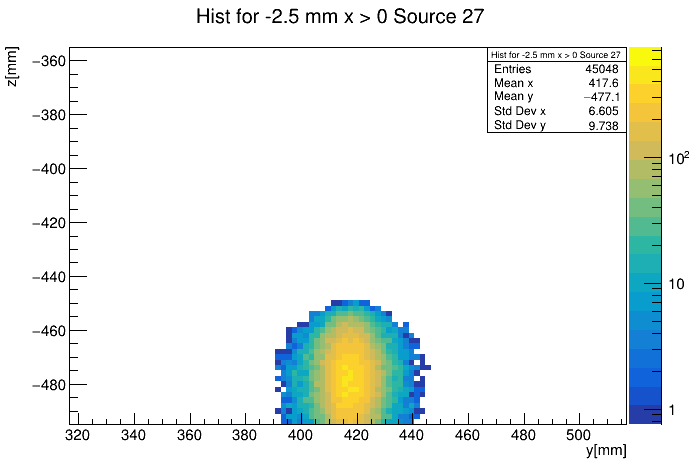 Hist for -2.5 mm x > 0 Source 27
z[mm]
Hist for -2.5 mm x > 0 Source 27
Entries 45048
Mean x 417.6
Mean y −477.1
Std Dev x 6.605
Std Dev y 9.738
−360
−380
−400
−420
−440
−460
−480
10²
10
1
320 340 360 380 400 420 440 460 480 500
y[mm]